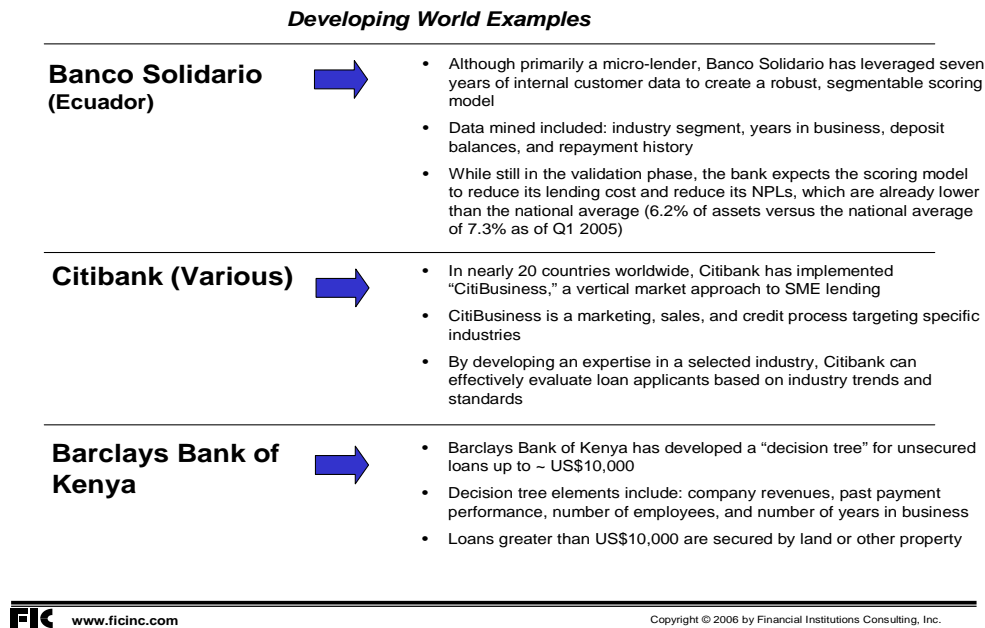 Developing World Examples
Banco Solidario
(Ecuador)
• Although primarily a micro-lender, Banco Solidario has leveraged seven
years of internal customer data to create a robust, segmentable scoring
model
• Data mined included: industry segment, years in business, deposit
balances, and repayment history
• While still in the validation phase, the bank expects the scoring model
to reduce its lending cost and reduce its NPLs, which are already lower
than the national average (6.2% of assets versus the national average
of 7.3% as of Q1 2005)
Citibank (Various)
• In nearly 20 countries worldwide, Citibank has implemented
“CitiBusiness,” a vertical market approach to SME lending
• CitiBusiness is a marketing, sales, and credit process targeting specific
industries
• By developing an expertise in a selected industry, Citibank can
effectively evaluate loan applicants based on industry trends and
standards
Barclays Bank of
Kenya
• Barclays Bank of Kenya has developed a “decision tree” for unsecured
loans up to ~ US$10,000
• Decision tree elements include: company revenues, past payment
performance, number of employees, and number of years in business
• Loans greater than US$10,000 are secured by land or other property
FIC www.ficinc.com
Copyright © 2006 by Financial Institutions Consulting, Inc.